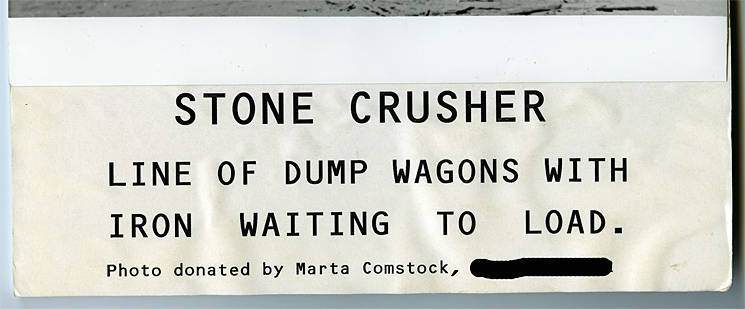 STONE CRUSHER
LINE OF DUMP WAGONS WITH
IRON WAITING TO LOAD.
Photo donated by Marta Comstock,